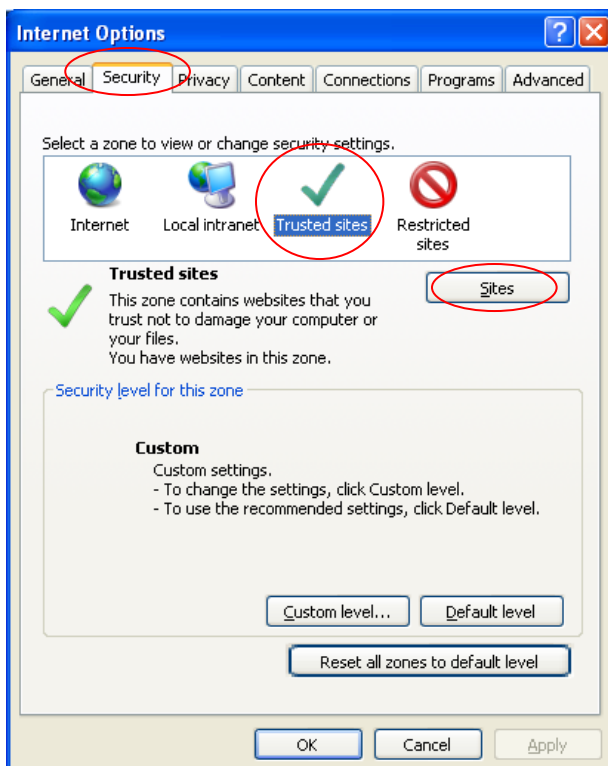 Internet Options
General Security Privacy Content Connections Programs Advanced
Select a zone to view or change security settings.
Internet Local intranet Trusted sites Restricted
sites
Trusted sites
Sites
This zone contains websites that you
trust not to damage your computer or
your files.
You have websites in this zone.
Security level for this zone
Custom
Custom settings.
- To change the settings, click Custom level.
- To use the recommended settings, click Default level.
Custom level... Default level
Reset all zones to default level
OK Cancel Apply